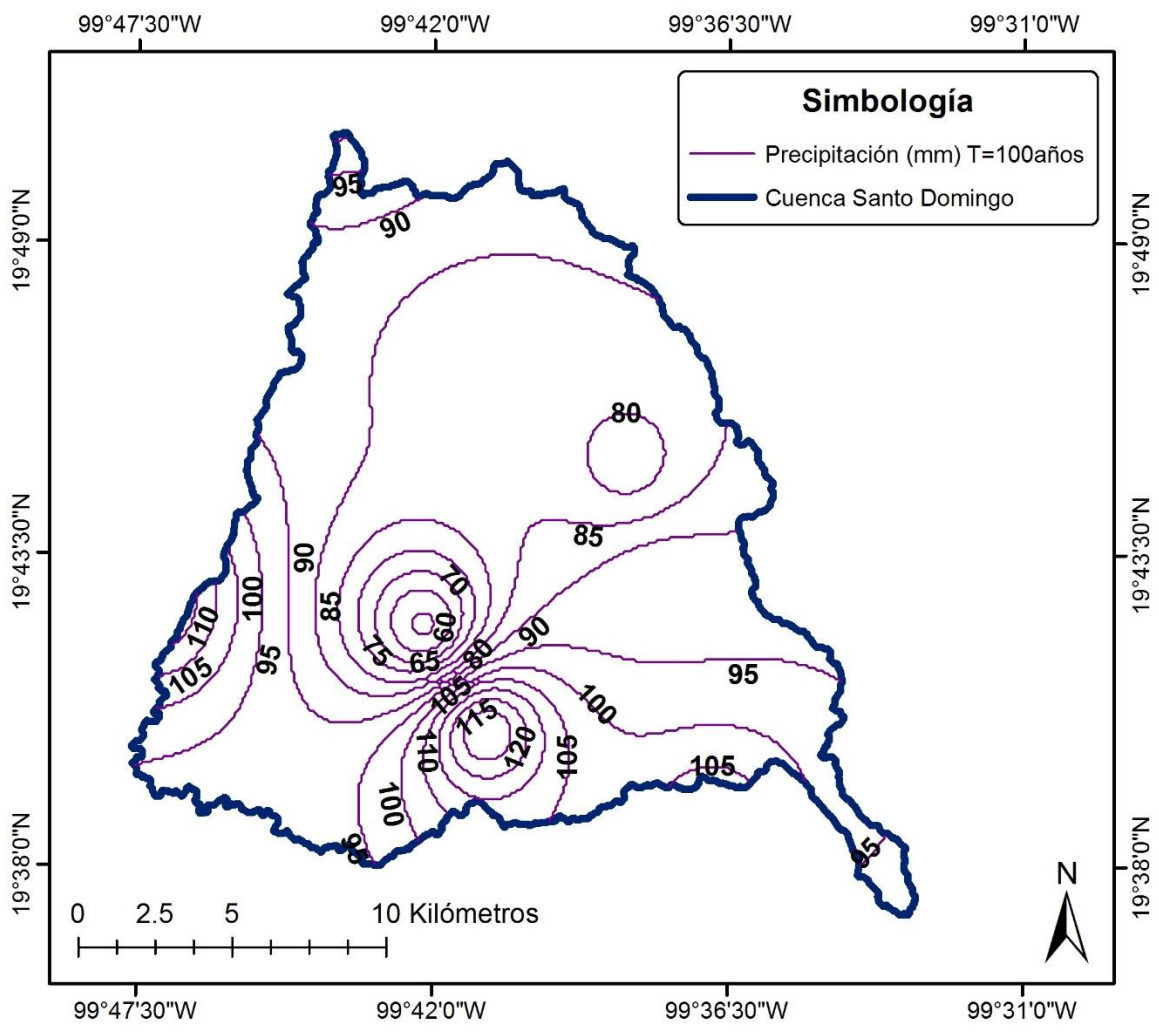 99°47'30"W 99°42'0"W 99°36'30"W 99°31'0"W
Simbología
Precipitación (mm) T=100años
Cuenca Santo Domingo
19°49'0"N
19°49'0"N
95
90
80
19°43'30"N
19°43'30"N
85
90
70
100
85
110
60
90
75
80
65
95
105
95
105
100
115
120
110
105
105
100
95
95
19°38'0"N
19°38'0"N
N
0 2.5 5 10 Kilómetros
99°47'30"W 99°42'0"W 99°36'30"W 99°31'0"W